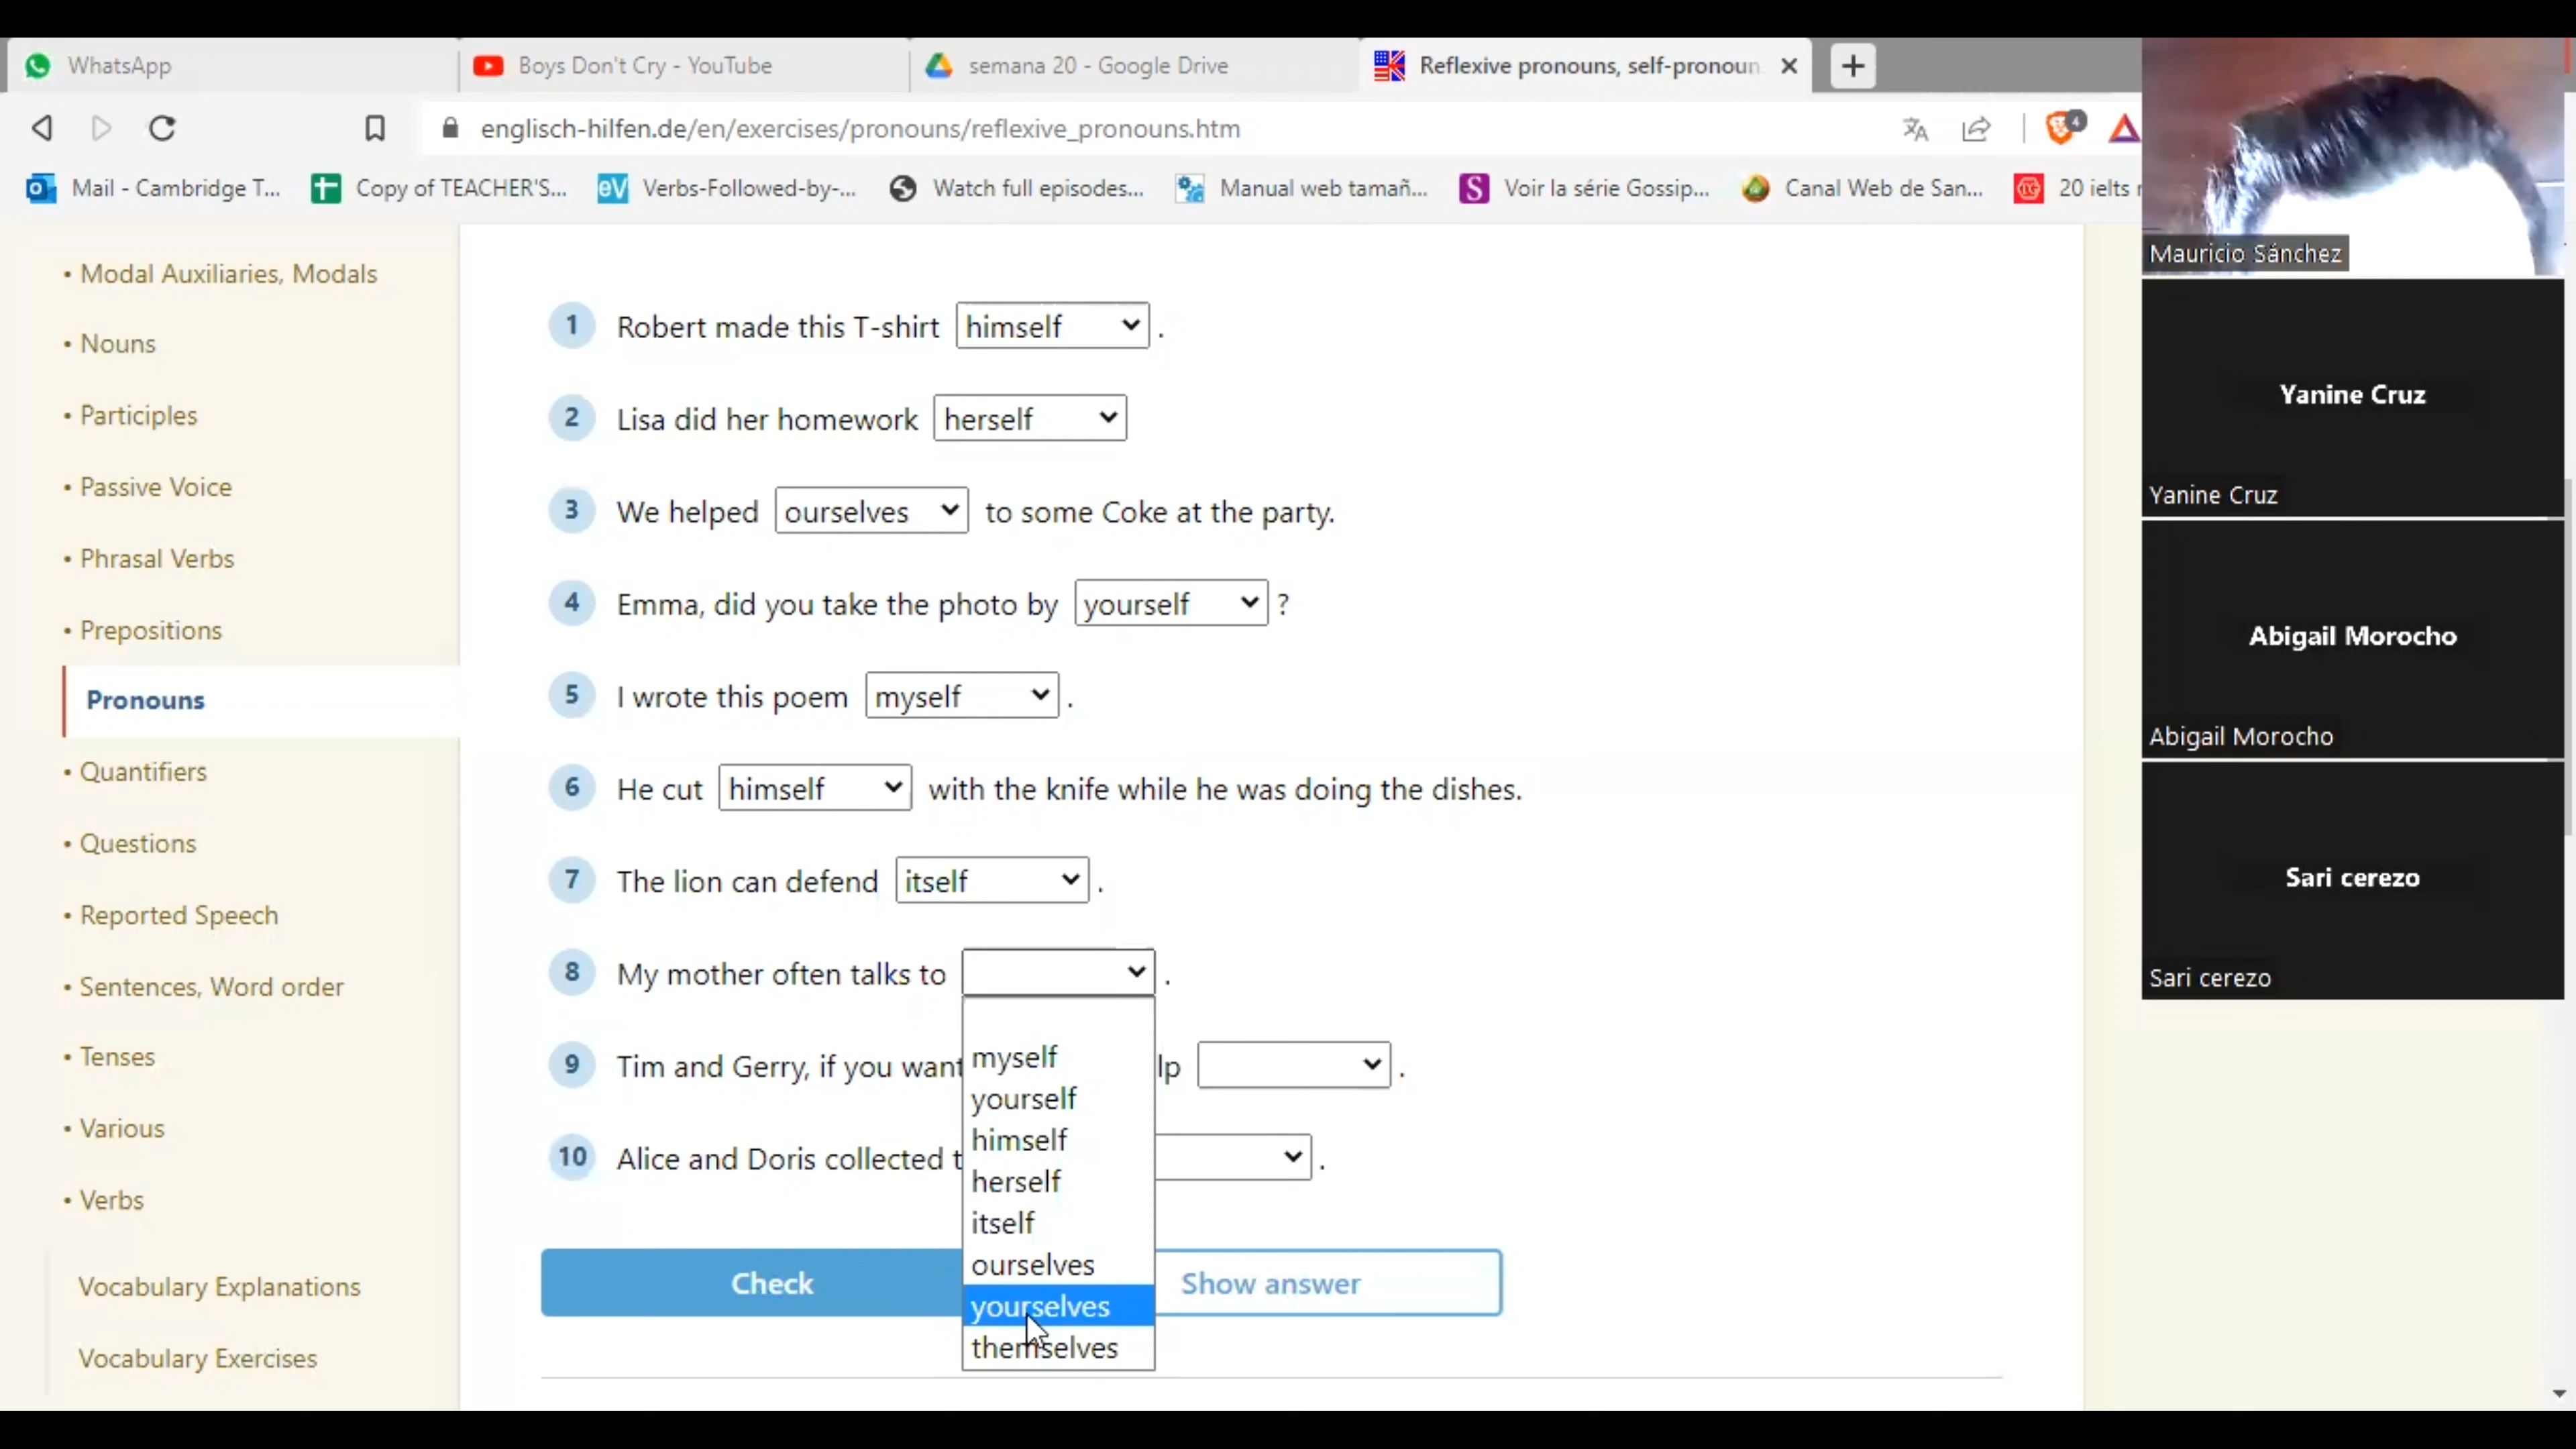 WhatsApp
Boys Don't Cry - YouTube
semana 20 - Google Drive
Reflexive pronouns, self-pronoun
englisch-hilfen.de/en/exercises/pronouns/reflexive_pronouns.htm
4
Mail - Cambridge T...
Copy of TEACHER'S...
eV Verbs-Followed-by-...
Watch full episodes...
Manual web tamañ...
S Voir la série Gossip...
Canal Web de San...
20 ielts
• Modal Auxiliaries, Modals
• Nouns
• Participles
• Passive Voice
• Phrasal Verbs
• Prepositions
Pronouns
• Quantifiers
• Questions
• Reported Speech
• Sentences, Word order
• Tenses
• Various
• Verbs
Vocabulary Explanations
Vocabulary Exercises
1 Robert made this T-shirt himself .
2 Lisa did her homework herself
3 We helped ourselves to some Coke at the party.
4 Emma, did you take the photo by yourself ?
5 I wrote this poem myself .
6 He cut himself with the knife while he was doing the dishes.
7 The lion can defend itself .
8 My mother often talks to .
9 Tim and Gerry, if you want lp .
10 Alice and Doris collected t .
myself
yourself
himself
herself
itself
ourselves
yourselves
themselves
Check
Show answer
Mauricio Sánchez
Yanine Cruz
Yanine Cruz
Abigail Morocho
Abigail Morocho
Sari cerezo
Sari cerezo